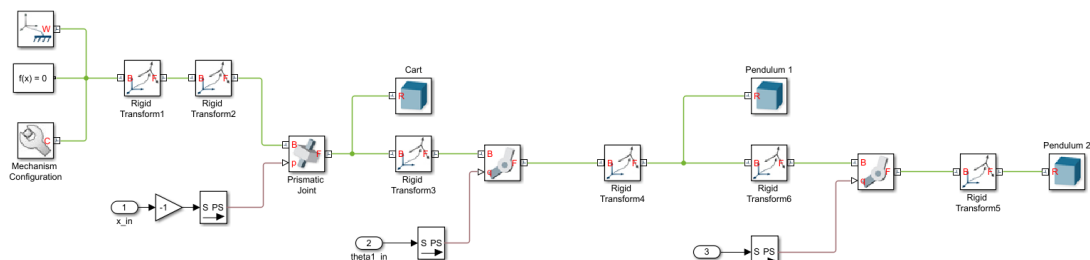 W
f(x) = 0
C
Mechanism
Configuration
B F
Rigid
Transform1
B F
Rigid
Transform2
B
p
F
Prismatic
Joint
Cart
R
B F
Rigid
Transform3
B
q
F
B F
Rigid
Transform4
Pendulum 1
R
B F
Rigid
Transform6
B
q
F
B F
Rigid
Transform5
Pendulum 2
R
1
x_in
-1
S PS
2
theta1_in
S PS
3
S PS